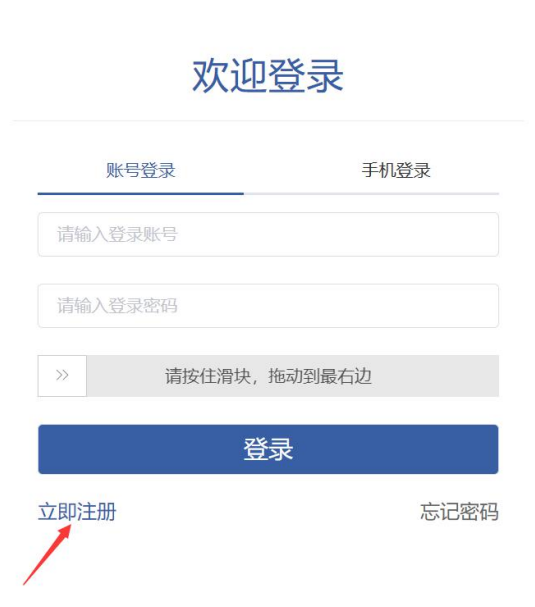 欢迎登录
账号登录 手机登录
请输入登录账号
请输入登录密码
请按住滑块，拖动到最右边
登录
立即注册 忘记密码